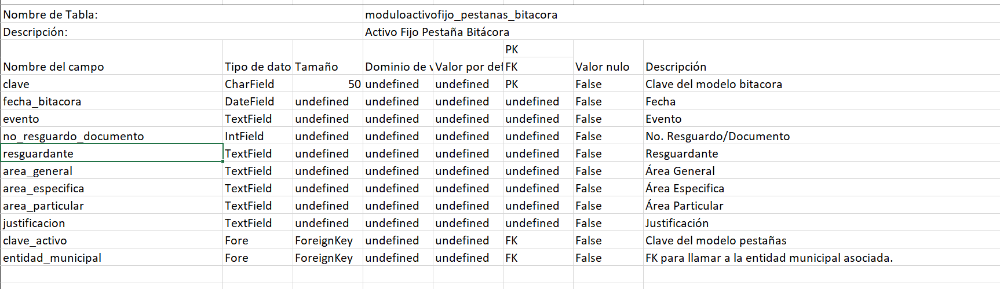 Nombre de Tabla: moduloactivofijo_pestanas_bitacora
Descripción: Activo Fijo Pestaña Bitácora
PK
Nombre del campo Tipo de dato Tamaño Dominio de v Valor por def FK Valor nulo Descripción
clave CharField 50 undefined undefined PK False Clave del modelo bitacora
fecha_bitacora DateField undefined undefined undefined undefined False Fecha
evento TextField undefined undefined undefined undefined False Evento
no_resguardo_documento IntField undefined undefined undefined undefined False No. Resguardo/Documento
resguardante TextField undefined undefined undefined undefined False Resguardante
area_general TextField undefined undefined undefined undefined False Área General
area_especifica TextField undefined undefined undefined undefined False Área Especifica
area_particular TextField undefined undefined undefined undefined False Área Particular
justificacion TextField undefined undefined undefined undefined False Justificación
clave_activo Fore ForeignKey undefined undefined FK False Clave del modelo pestañas
entidad_municipal Fore ForeignKey undefined undefined FK False FK para llamar a la entidad municipal asociada.